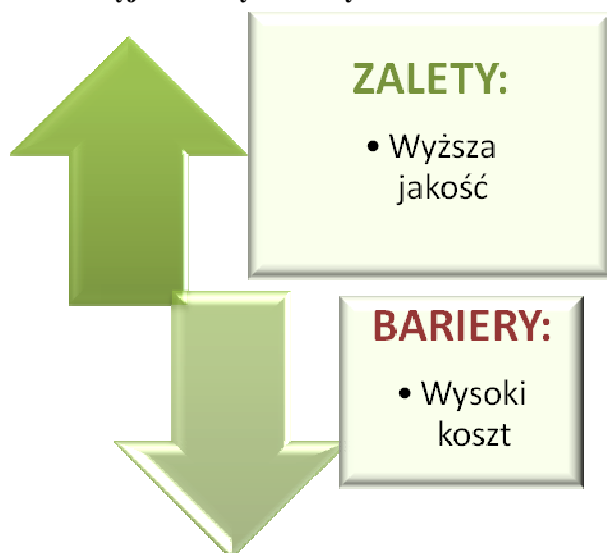 ZALETY:
• Wyższa
jakość
BARIERY:
• Wysoki
koszt